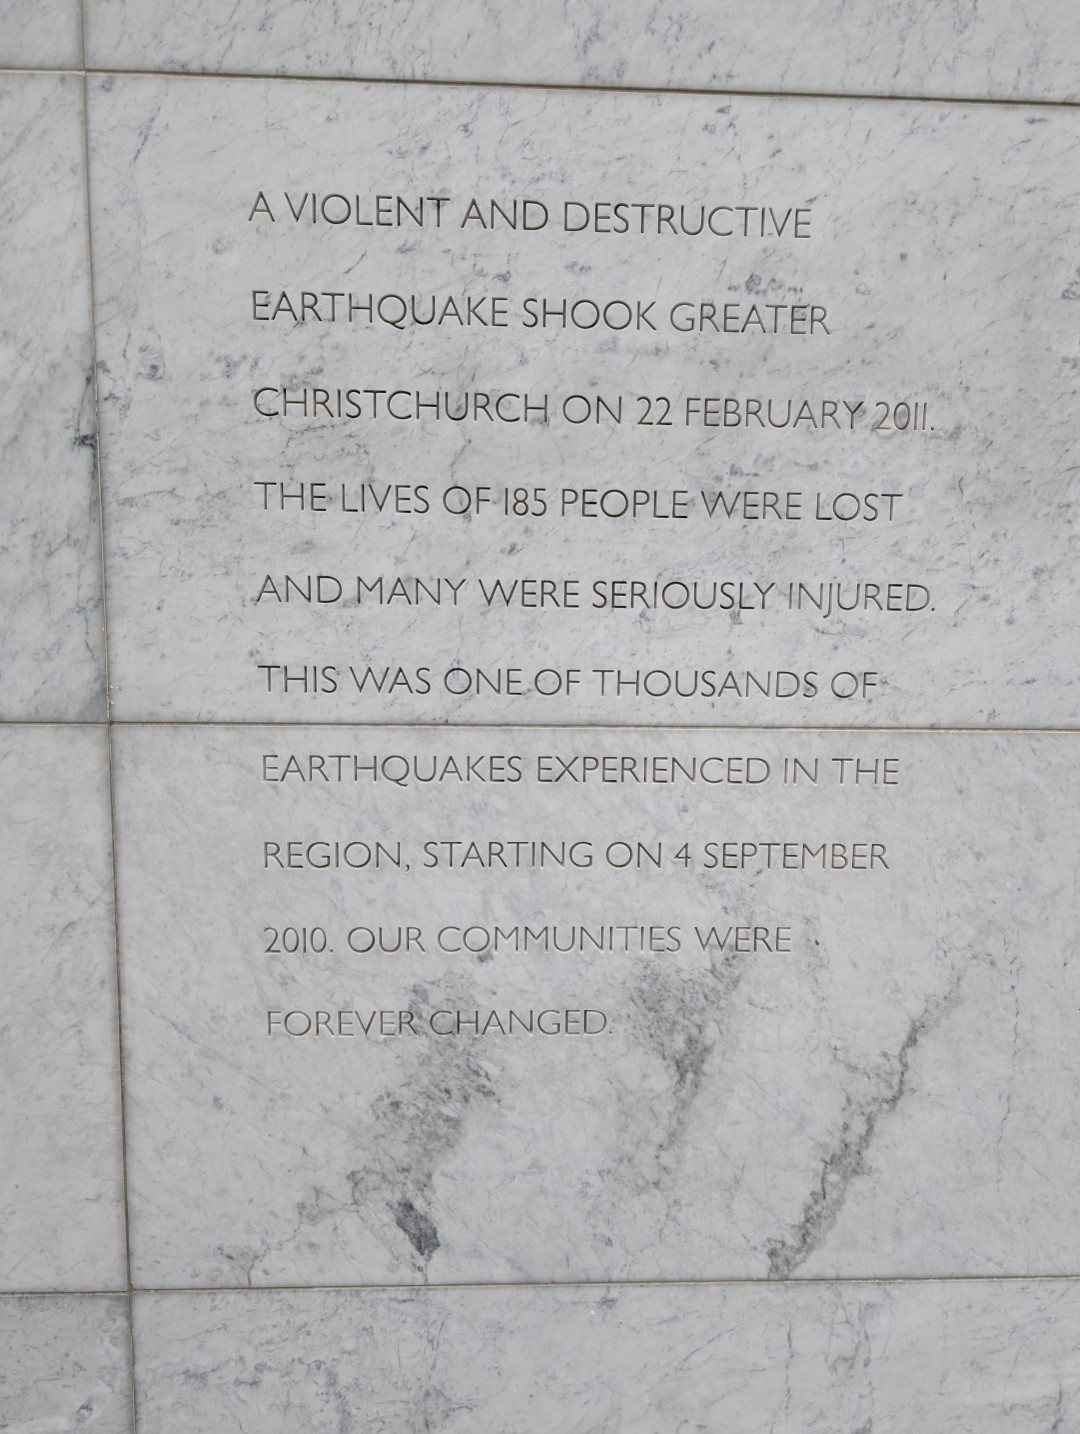 A VIOLENT AND DESTRUCTIVE
EARTHQUAKE SHOOK GREATER
CHRISTCHURCH ON 22 FEBRUARY 2011.
THE LIVES OF 185 PEOPLE WERE LOST
AND MANY WERE SERIOUSLY INJURED.
THIS WAS ONE OF THOUSANDS OF
EARTHQUAKES EXPERIENCED IN THE
REGION, STARTING ON 4 SEPTEMBER
2010. OUR COMMUNITIES WERE
FOREVER CHANGED.